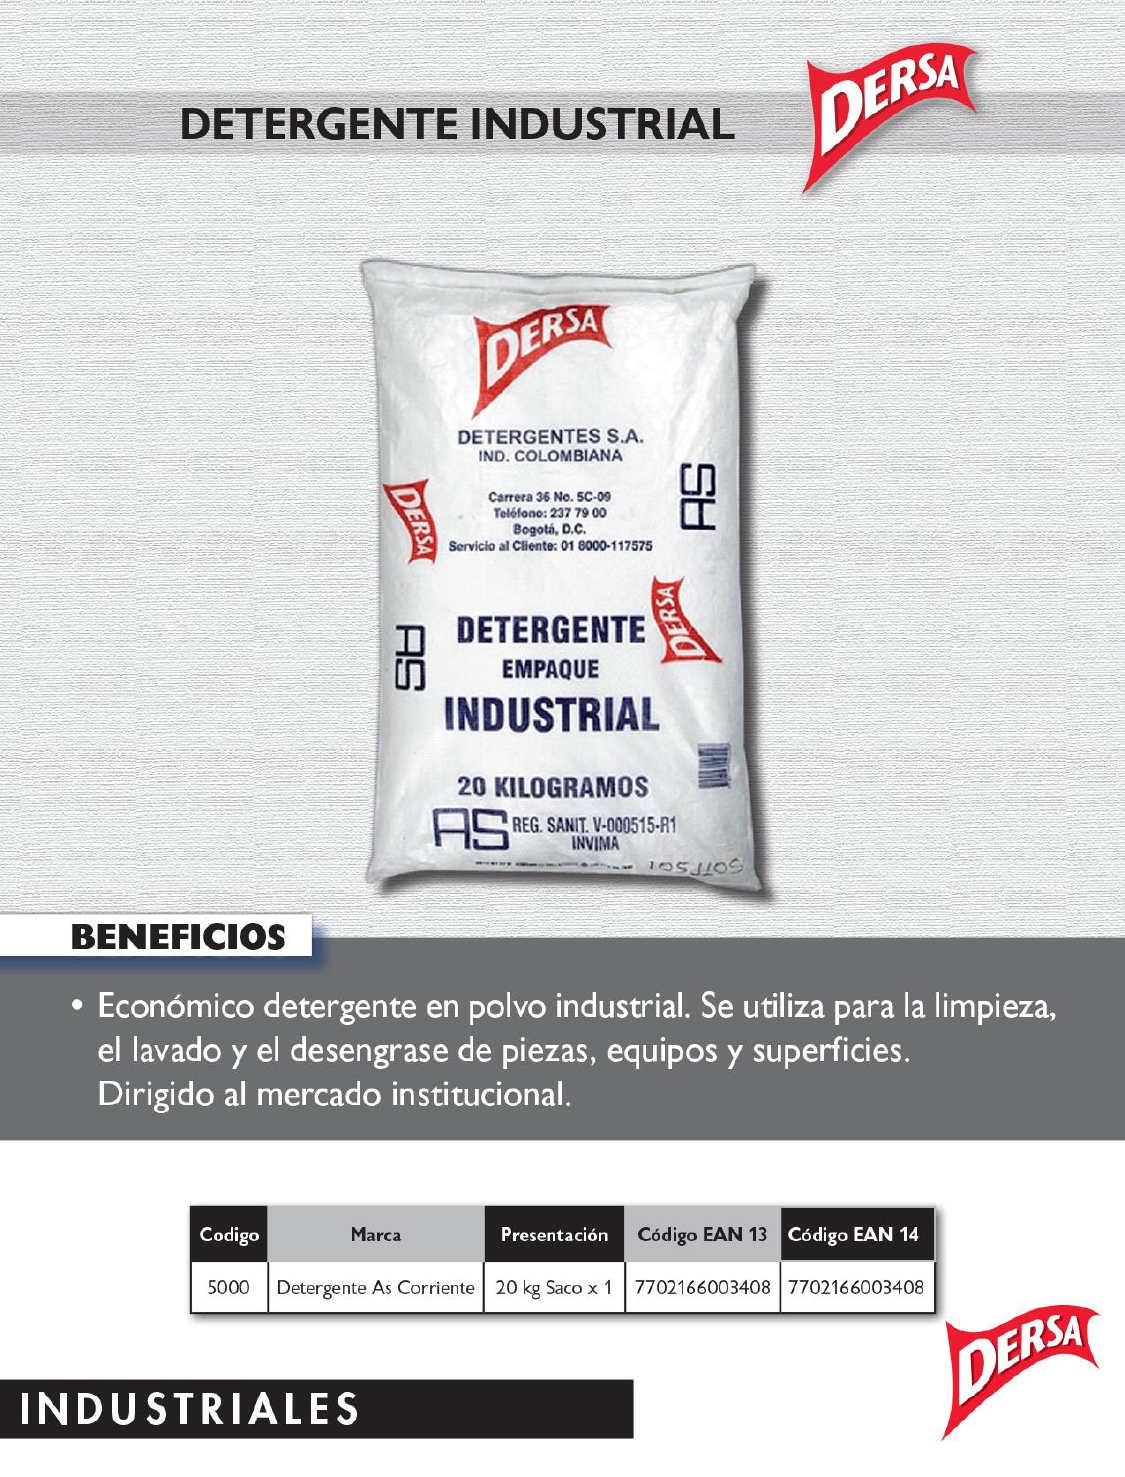 DETERGENTE INDUSTRIAL
DERSA
DERSA
DETERGENTES S.A.
IND. COLOMBIANA
Carrera 36 No. 5C-09
Teléfono: 237 79 00
Bogotá, D.C.
Servicio al Cliente: 01 8000-117575
AS
DERSA
DERSA
AS
DETERGENTE
EMPAQUE
INDUSTRIAL
20 KILOGRAMOS
AS
REG. SANIT. V-000515-R1
INVIMA
BENEFICIOS
• Económico detergente en polvo industrial. Se utiliza para la limpieza,
el lavado y el desengrase de piezas, equipos y superficies.
Dirigido al mercado institucional.
Codigo Marca Presentación Código EAN 13 Código EAN 14
5000 Detergente As Corriente 20 kg Saco x 1 7702166003408 7702166003408
DERSA
INDUSTRIALES